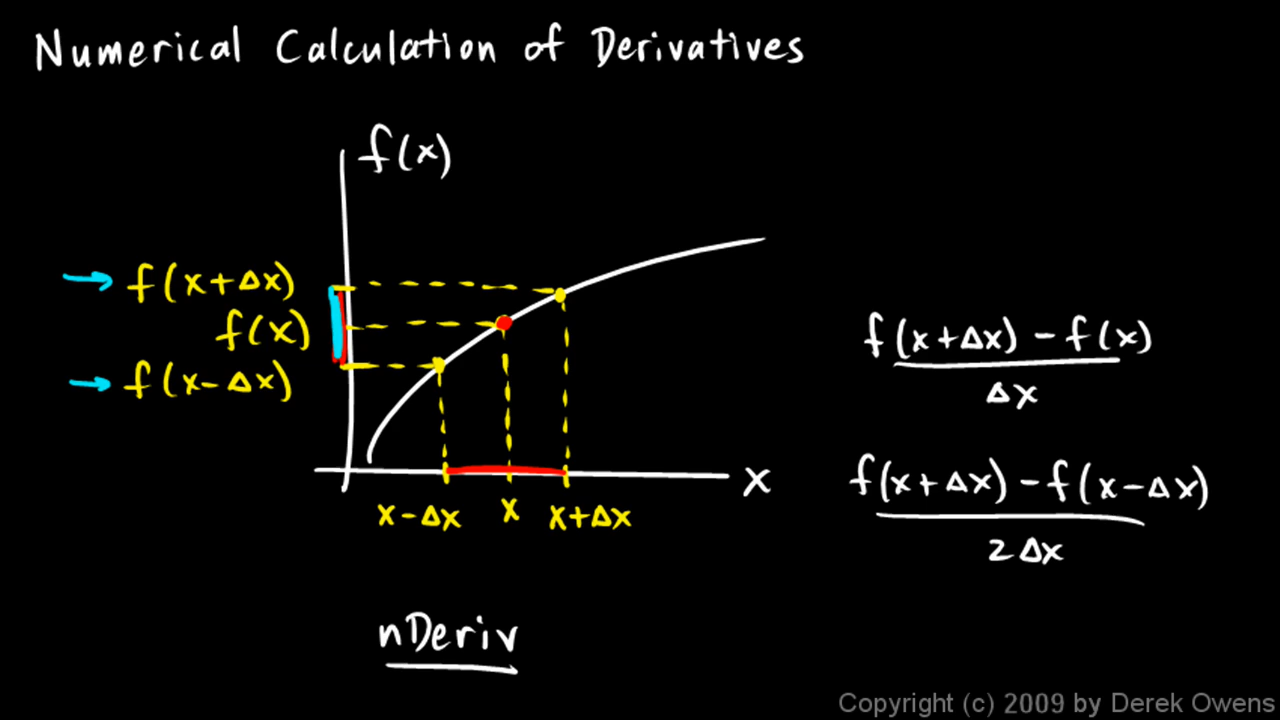 Numerical Calculation of Derivatives
f(x)
f(x+Δx)
f(x)
f(x-Δx)
x
x-Δx
x
x+Δx
f(x+Δx) - f(x)
Δx
f(x+Δx) - f(x-Δx)
2Δx
nDeriv
Copyright (c) 2009 by Derek Owens